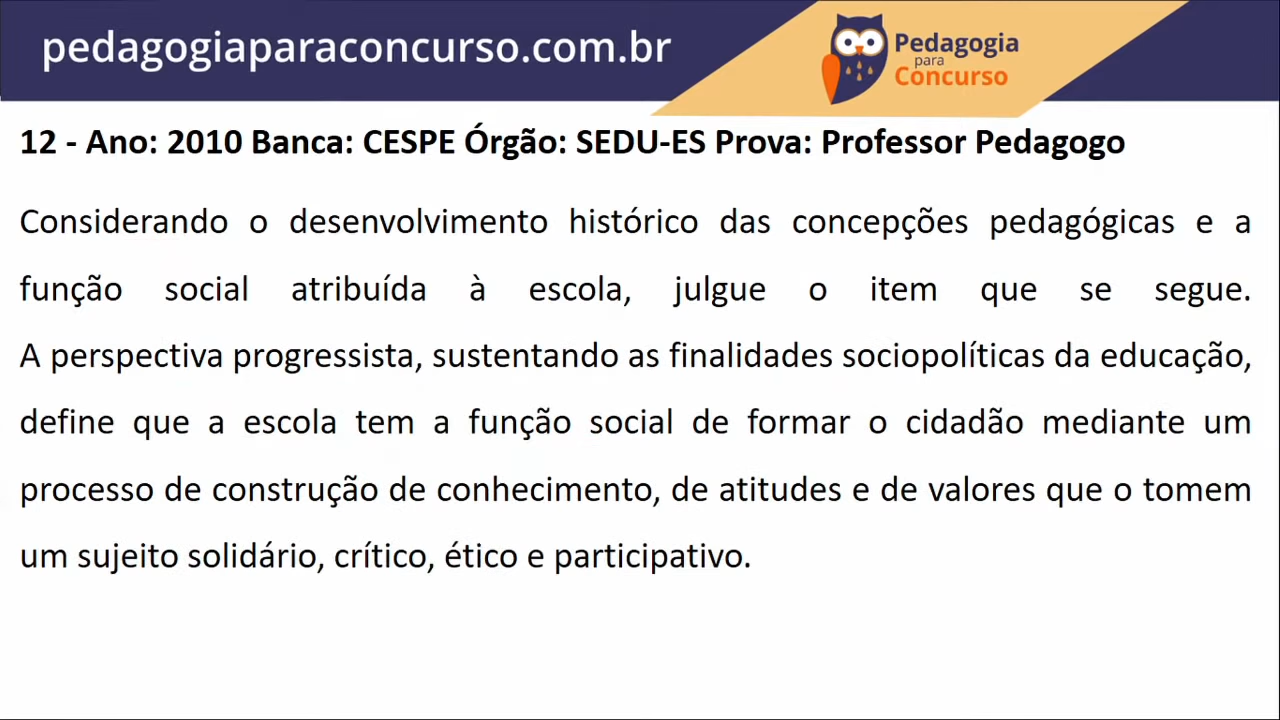 pedagogiaparaconcurso.com.br
Pedagogia
para
Concurso
12 - Ano: 2010 Banca: CESPE Órgão: SEDU-ES Prova: Professor Pedagogo
Considerando o desenvolvimento histórico das concepções pedagógicas e a
função social atribuída à escola, julgue o item que se segue.
A perspectiva progressista, sustentando as finalidades sociopolíticas da educação,
define que a escola tem a função social de formar o cidadão mediante um
processo de construção de conhecimento, de atitudes e de valores que o tomem
um sujeito solidário, crítico, ético e participativo.